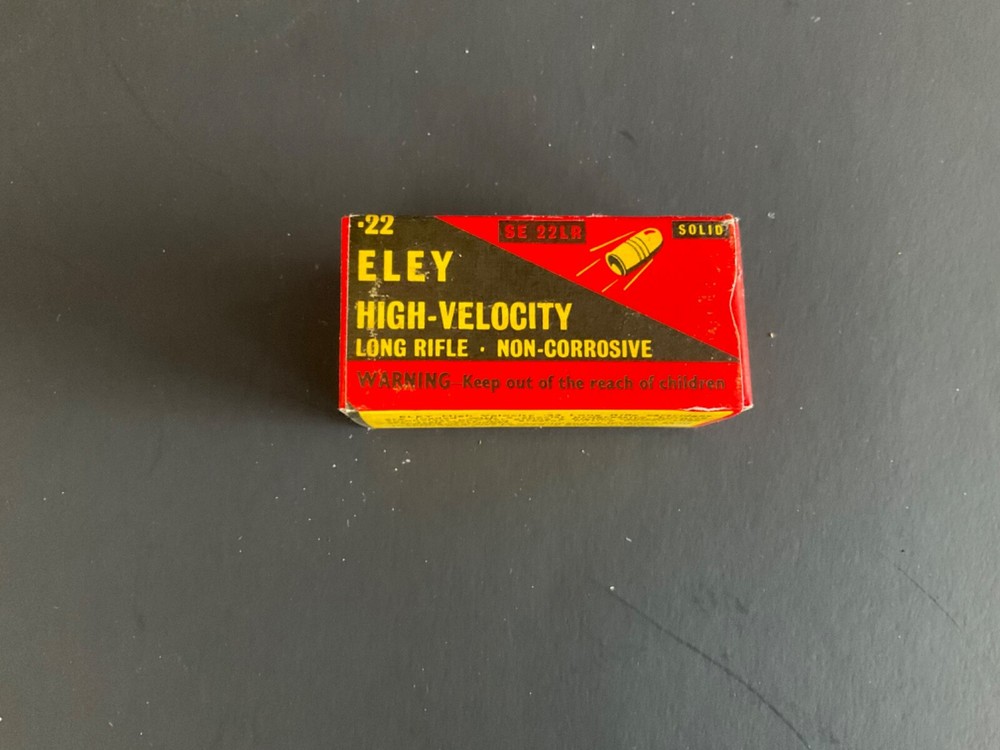 ·22 SE 22LR SOLID
ELEY
HIGH-VELOCITY
LONG RIFLE · NON-CORROSIVE
WARNING Keep out of the reach of children